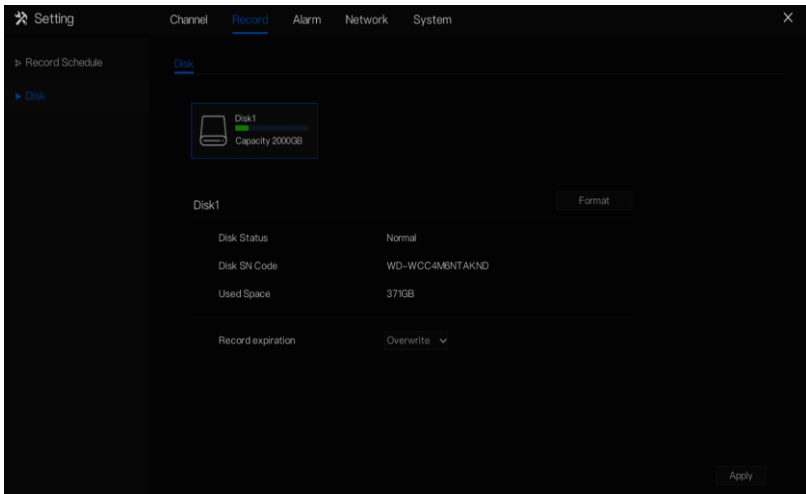 Setting
Channel Record Alarm Network System
Record Schedule
Disk
Disk
Disk1
Capacity 2000GB
Disk1
Format
Disk Status Normal
Disk SN Code WD-WCC4M6NTAKND
Used Space 371GB
Record expiration Overwrite
Apply